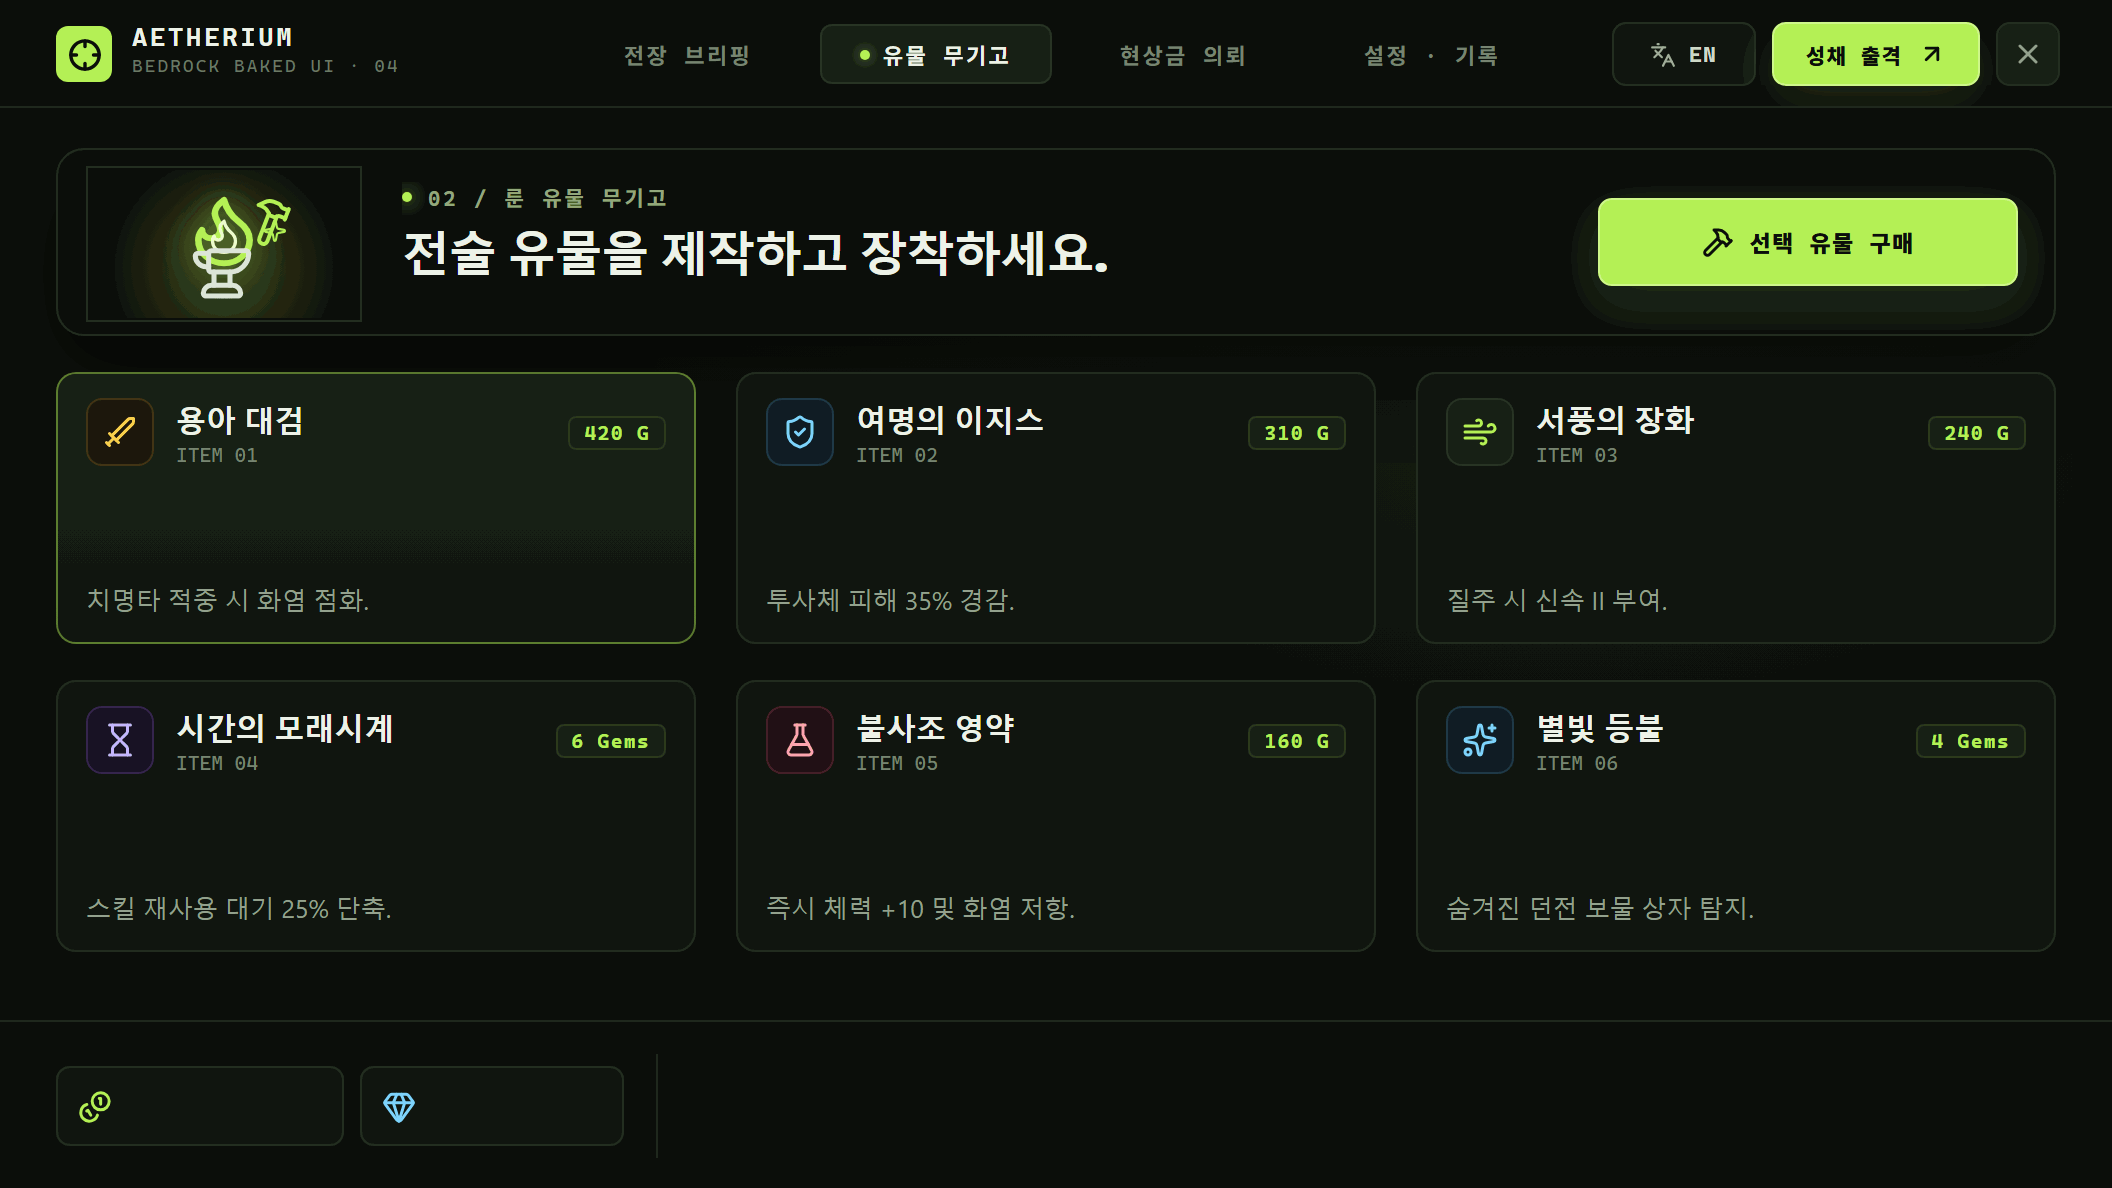 AETHERIUM
BEDROCK BAKED UI · 04
전장 브리핑
유물 무기고
현상금 의뢰
설정 · 기록
EN
성채 출격
02 / 룬 유물 무기고
전술 유물을 제작하고 장착하세요.
선택 유물 구매
용아 대검
ITEM 01
420 G
치명타 적중 시 화염 점화.
여명의 이지스
ITEM 02
310 G
투사체 피해 35% 경감.
서풍의 장화
ITEM 03
240 G
질주 시 신속 II 부여.
시간의 모래시계
ITEM 04
6 Gems
스킬 재사용 대기 25% 단축.
불사조 영약
ITEM 05
160 G
즉시 체력 +10 및 화염 저항.
별빛 등불
ITEM 06
4 Gems
숨겨진 던전 보물 상자 탐지.